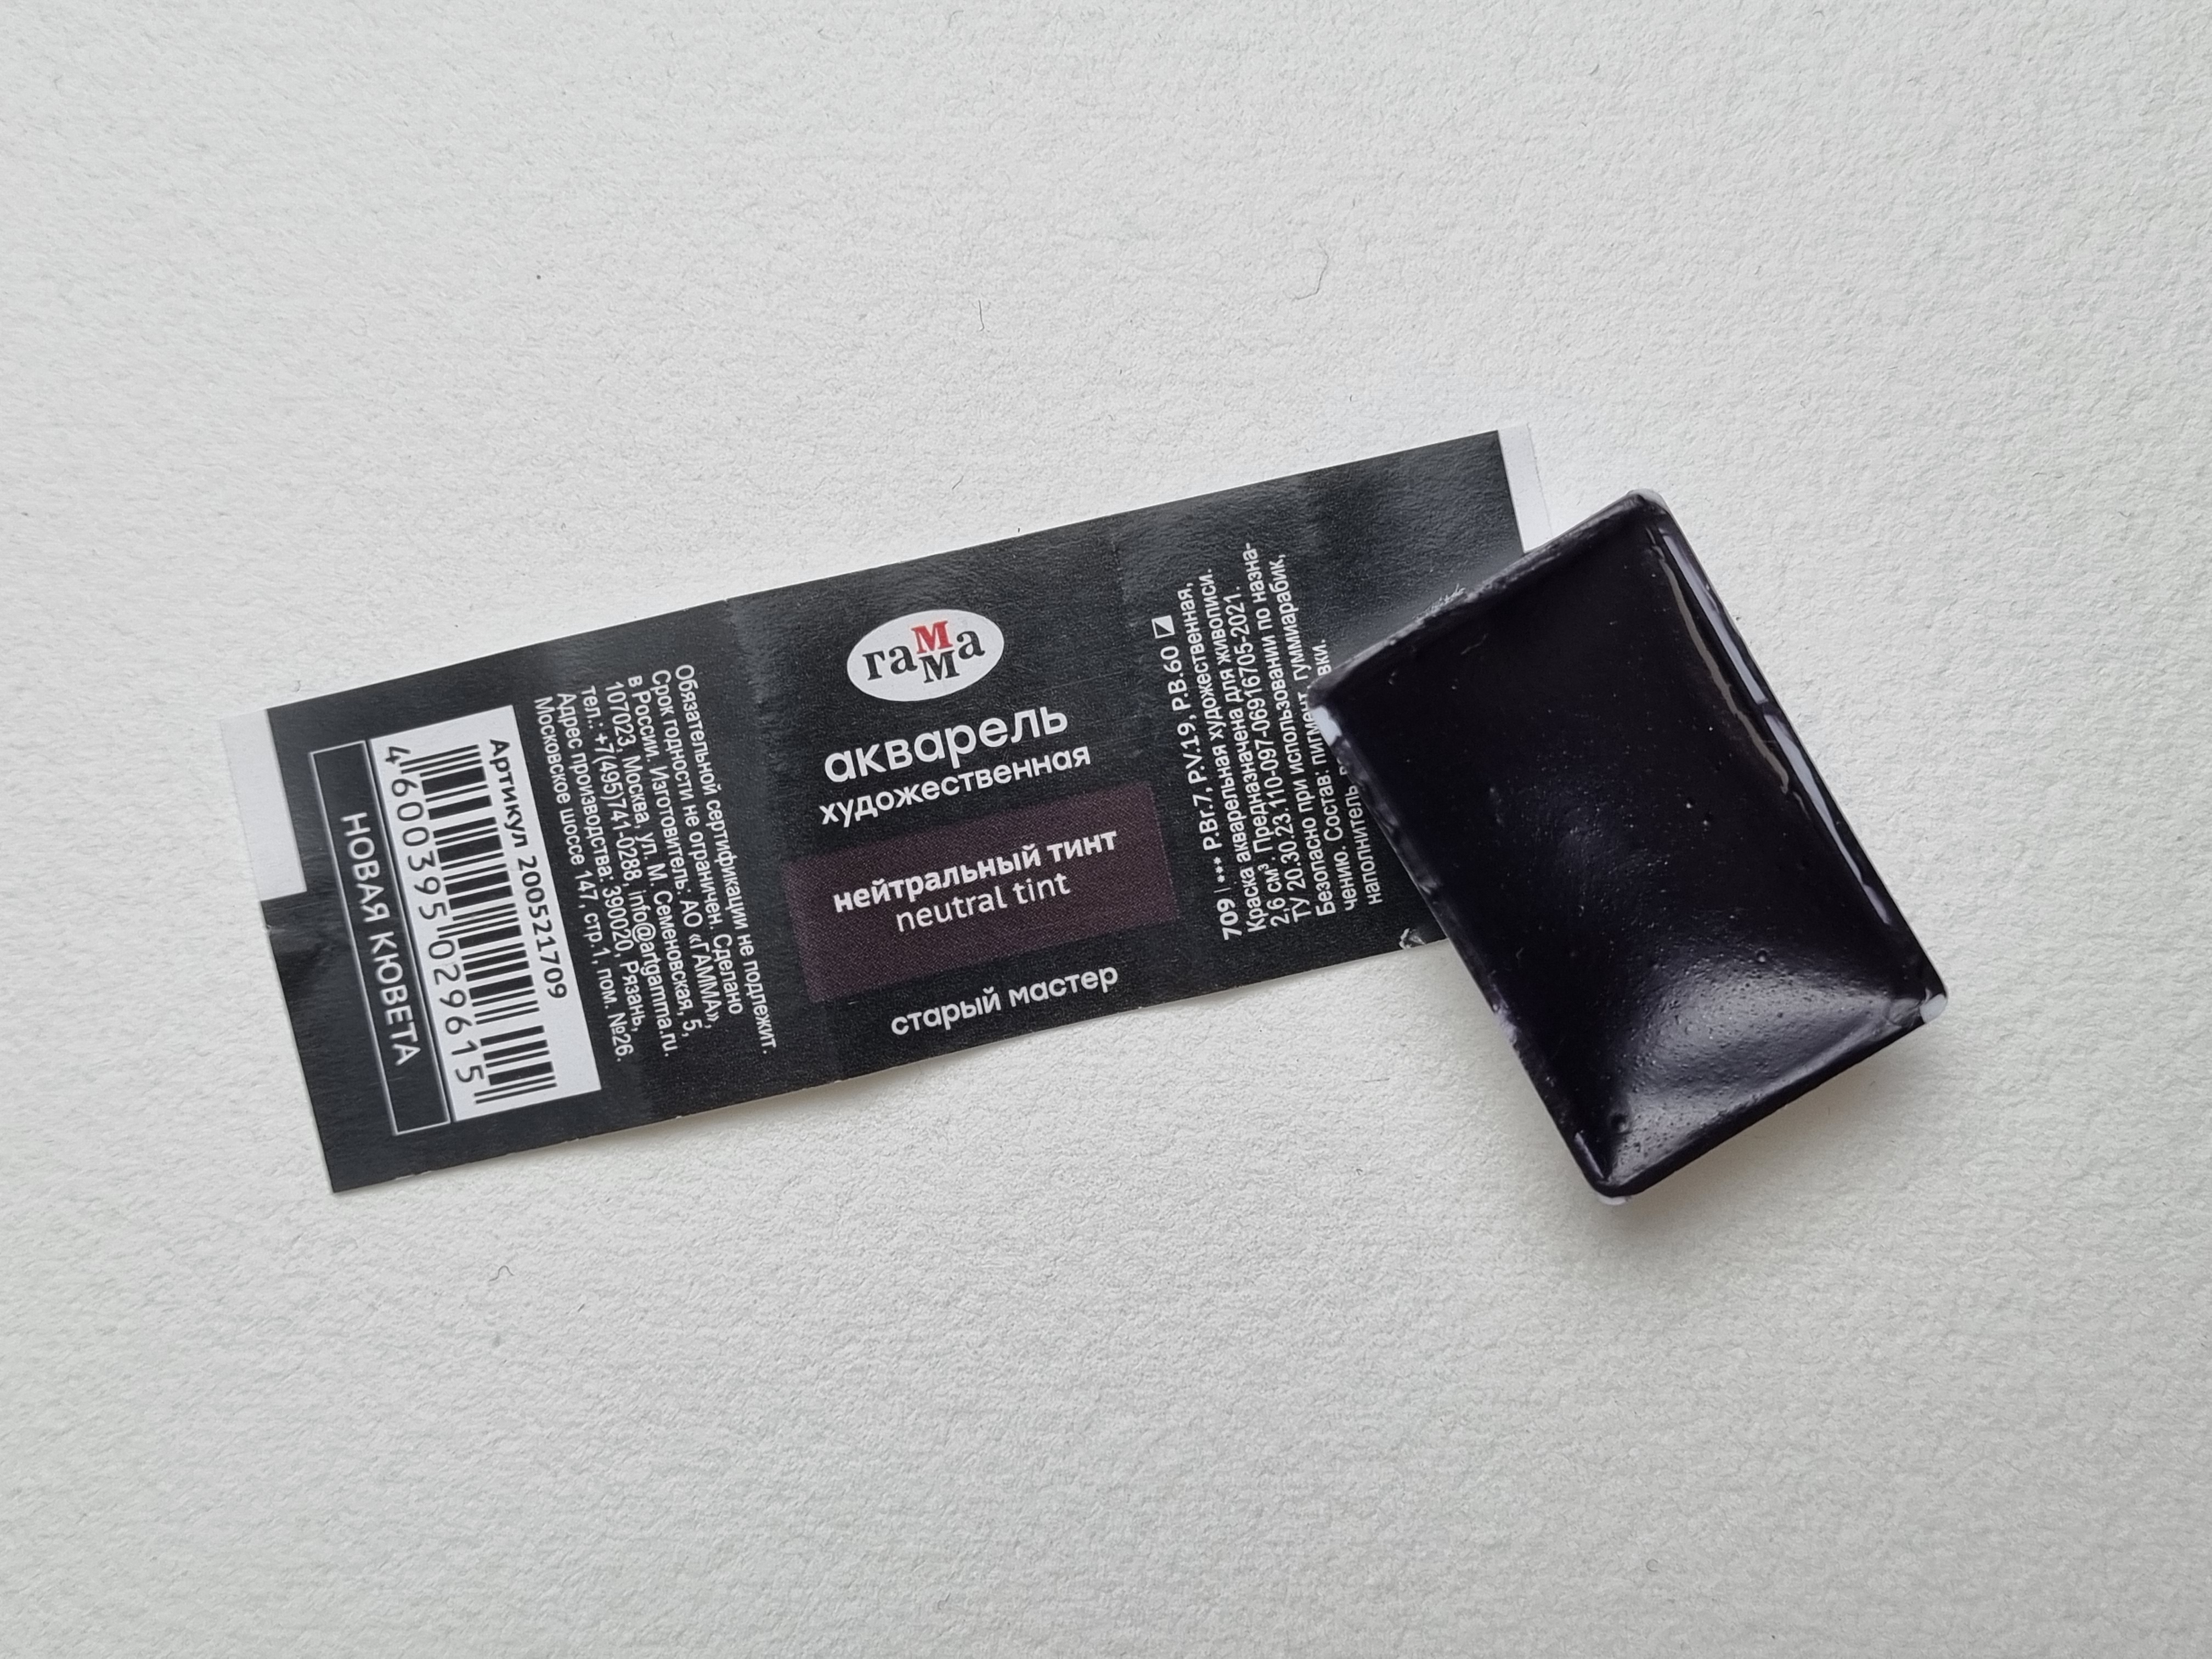 НОВАЯ КЮВЕТА
4 600395 029615
Артикул 200521709
Обязательной сертификации не подлежит.
Срок годности не ограничен. Сделано
в России. Изготовитель: АО «ГАММА»,
107023, Москва, ул. М. Семеновская, 5,
тел.: +7(495)741-0288, info@artgamma.ru.
Адрес производства: 390020, Рязань,
Московское шоссе 147, стр. 1, пом. №26.
гамма
акварель
художественная
нейтральный тинт
neutral tint
старый мастер
709 | *** P.Br.7, P.V.19, P.B.60
Краска акварельная художественная,
2,6 см³. Предназначена для живописи.
ТУ 20.30.23.110-097-06916705-2021.
Безопасно при использовании по назна-
чению. Состав: гуммиарабик,
наполнитель